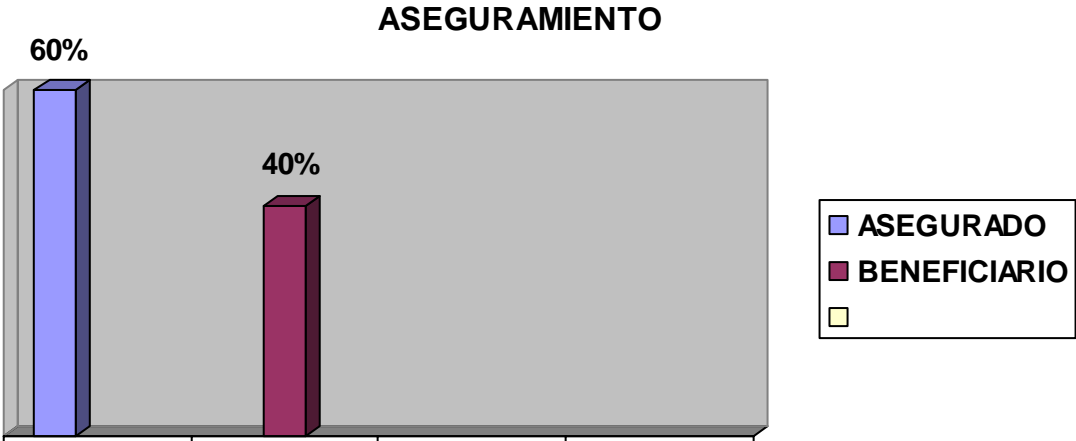 ASEGURAMIENTO
60%
40%
ASEGURADO
BENEFICIARIO